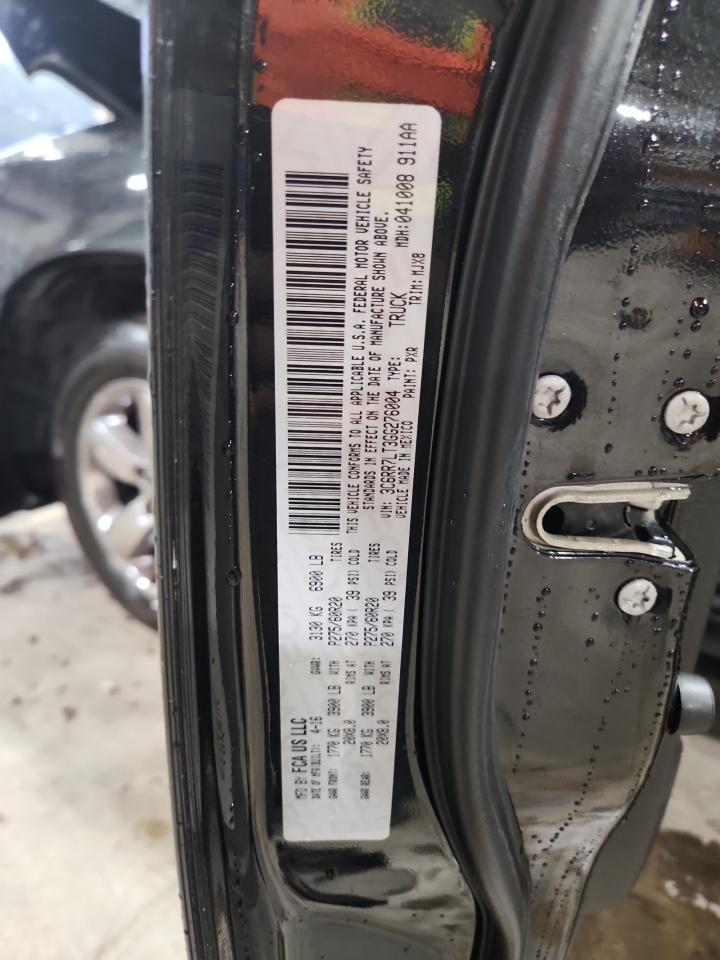 MFD BY FCA US LLC
DATE OF MFR(BUILT): 4-16 GVWR: 3130 KG 6900 LB
GAWR FRONT: 1770 KG 3900 LB WITH P275/60R20 TIRES
20X8.0 RIMS AT 270 KPA ( 39 PSI) COLD
GAWR REAR: 1770 KG 3900 LB WITH P275/60R20 TIRES
20X8.0 RIMS AT 270 KPA ( 39 PSI) COLD
THIS VEHICLE CONFORMS TO ALL APPLICABLE U.S.A. FEDERAL MOTOR VEHICLE SAFETY
STANDARDS IN EFFECT ON THE DATE OF MANUFACTURE SHOWN ABOVE.
VIN: 3C6RR7LT3GG276004 TYPE: TRUCK MDH:041008 911AA
VEHICLE MADE IN MEXICO PAINT: PXR TRIM: MJX8